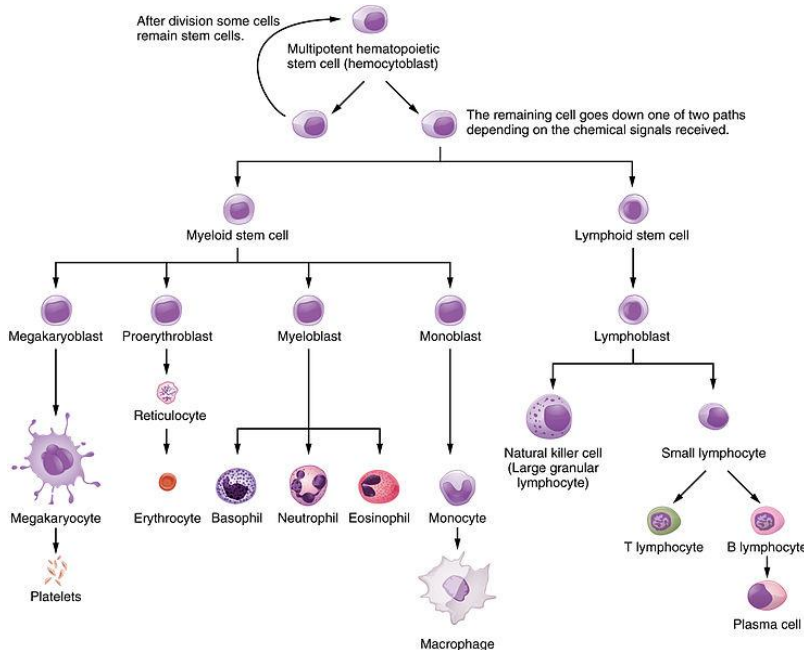 After division some cells
remain stem cells.
Multipotent hematopoietic
stem cell (hemocytoblast)
The remaining cell goes down one of two paths
depending on the chemical signals received.
Myeloid stem cell
Lymphoid stem cell
Megakaryoblast
Proerythroblast
Myeloblast
Monoblast
Lymphoblast
Reticulocyte
Natural killer cell
(Large granular
lymphocyte)
Small lymphocyte
Megakaryocyte
Erythrocyte
Basophil
Neutrophil
Eosinophil
Monocyte
T lymphocyte
B lymphocyte
Platelets
Macrophage
Plasma cell